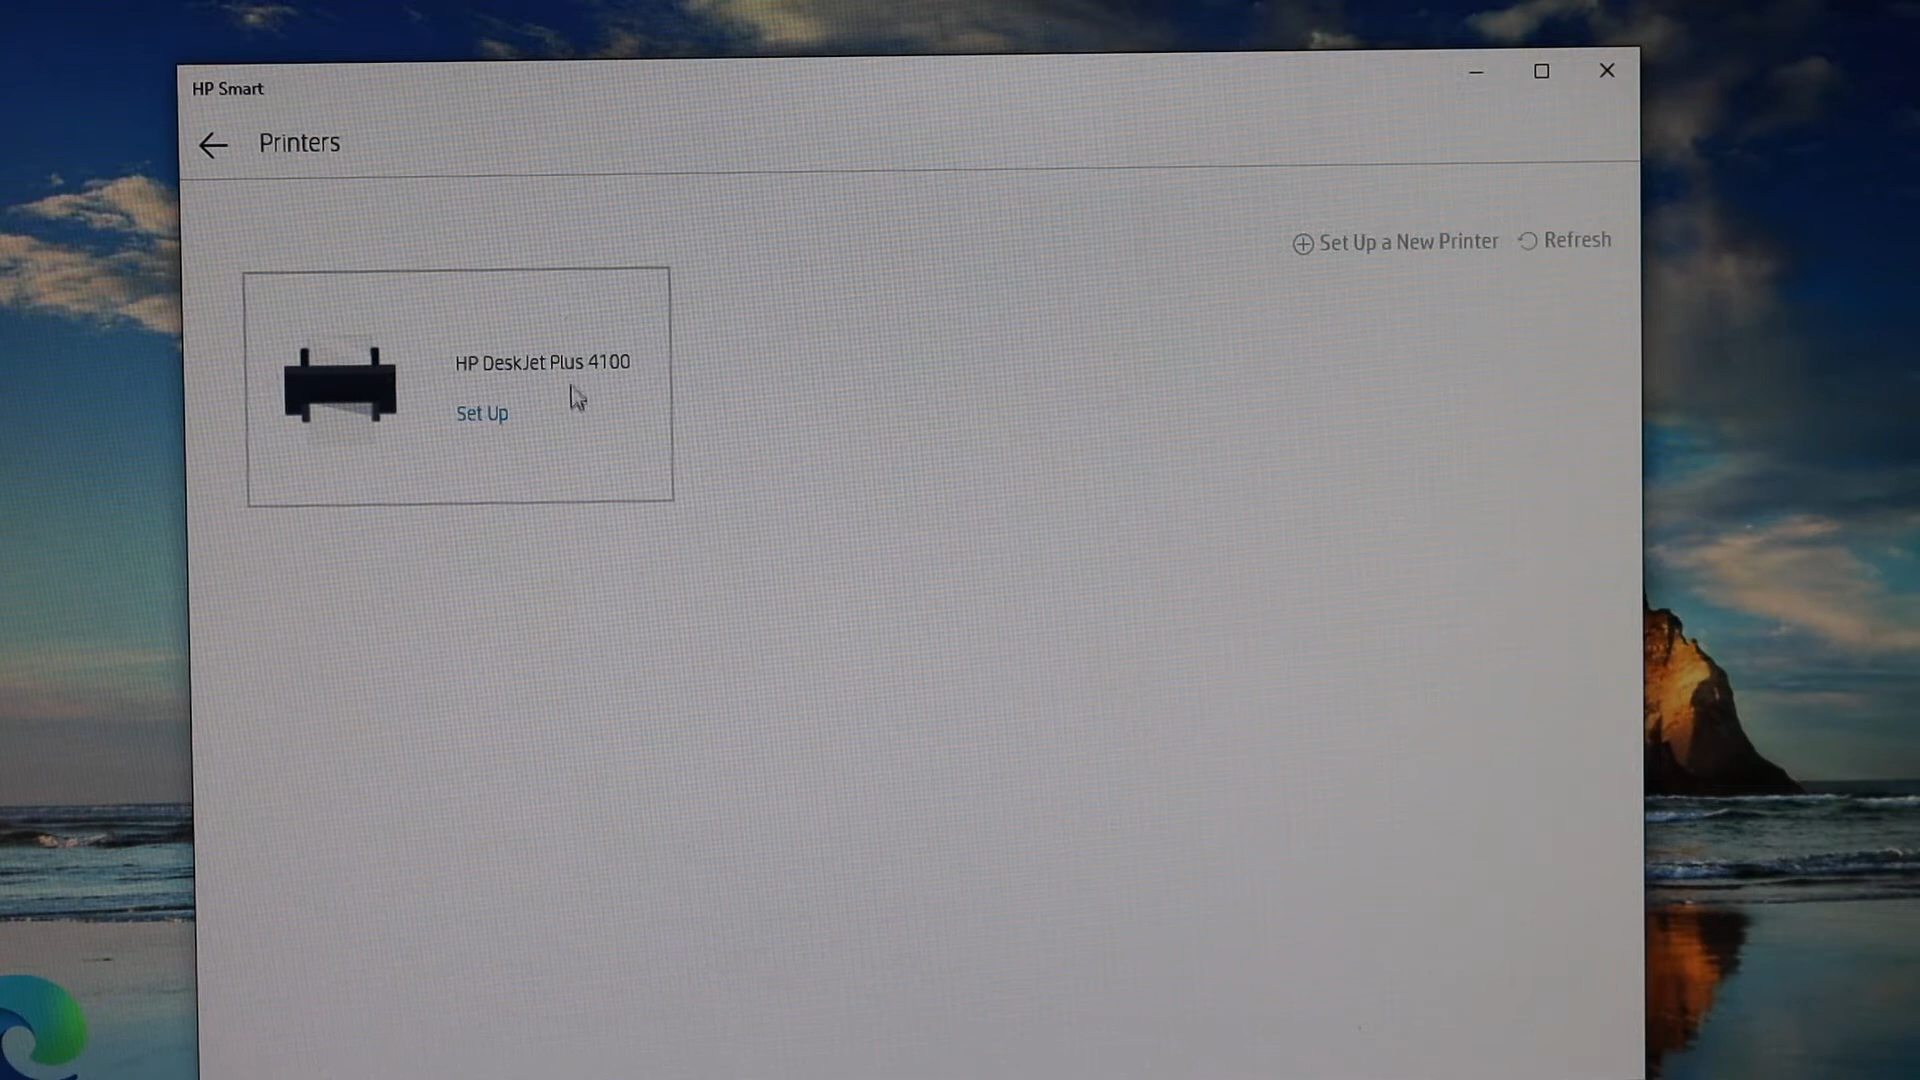 HP Smart
Printers
Set Up a New Printer
Refresh
HP DeskJet Plus 4100
Set Up